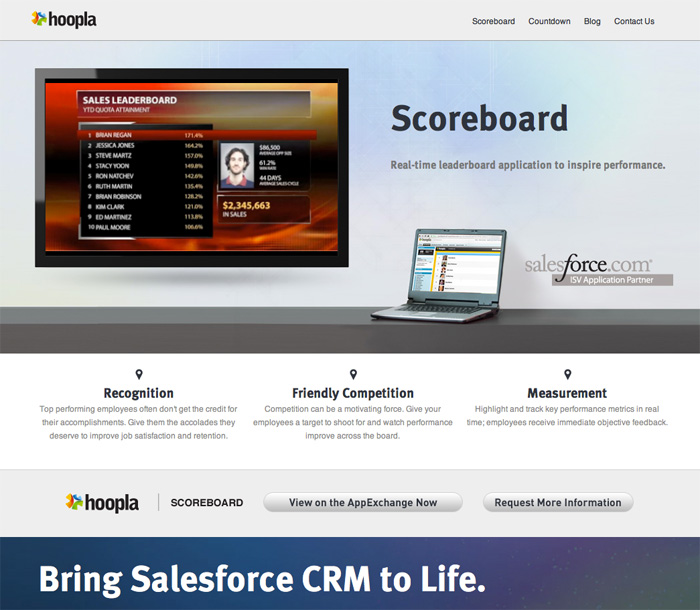 hoopla
Scoreboard Countdown Blog Contact Us
SALES LEADERBOARD
YTD QUOTA ATTAINMENT
1 BRIAN REGAN 171.4%
2 JESSICA JONES 164.2%
3 STEVE MARTZ 157.0%
4 STACY YOON 149.8%
5 RON NATCHEV 142.6%
6 RUTH MARTIN 135.4%
7 BRIAN ROBINSON 128.2%
8 KIM CLARK 121.0%
9 ED MARTINEZ 113.8%
10 PAUL MOORE 106.6%
$86,500
AVERAGE OPP SIZE
61.2%
WIN RATE
44 DAYS
AVERAGE SALES CYCLE
$2,345,663
IN SALES
Scoreboard
Real-time leaderboard application to inspire performance.
salesforce.com®
ISV Application Partner
Recognition
Top performing employees often don't get the credit for
their accomplishments. Give them the accolades they
deserve to improve job satisfaction and retention.
Friendly Competition
Competition can be a motivating force. Give your
employees a target to shoot for and watch performance
improve across the board.
Measurement
Highlight and track key performance metrics in real
time; employees receive immediate objective feedback.
hoopla SCOREBOARD
View on the AppExchange Now
Request More Information
Bring Salesforce CRM to Life.